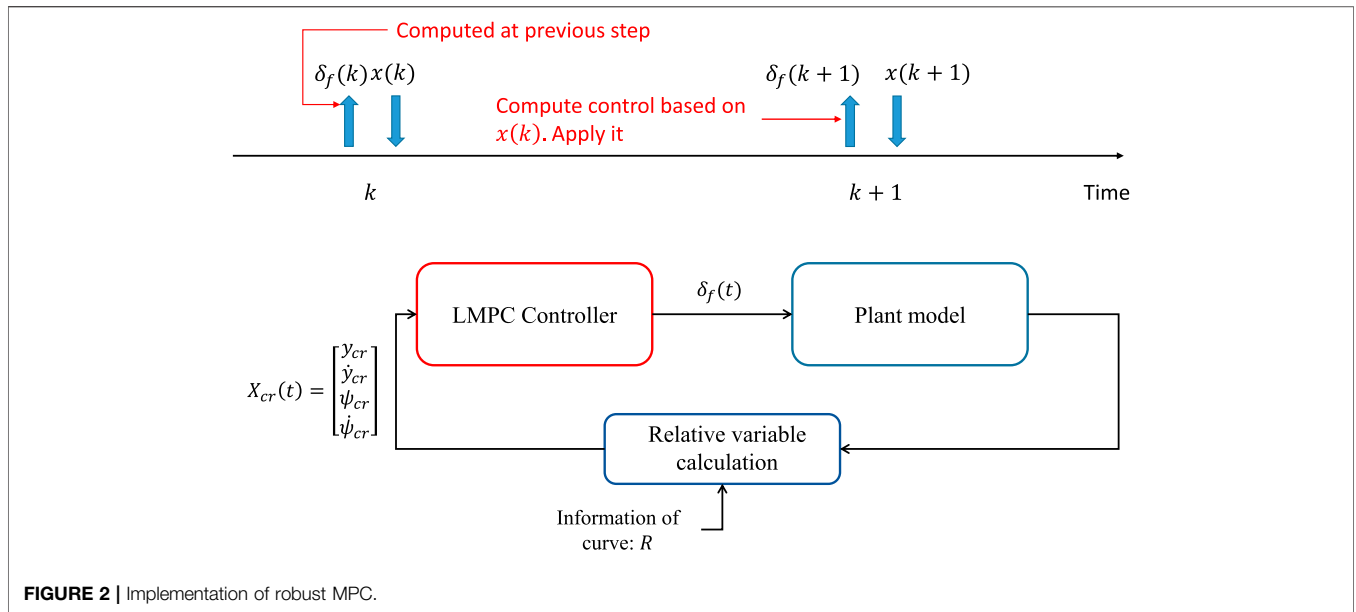 Computed at previous step
δ_f(k) x(k)
δ_f(k + 1) x(k + 1)
Compute control based on
x(k). Apply it
k
k + 1
Time
LMPC Controller
δ_f(t)
Plant model
X_cr(t) = [y_cr
ẏ_cr
ψ_cr
ψ̇_cr]
Relative variable
calculation
Information of
curve: R
FIGURE 2 | Implementation of robust MPC.